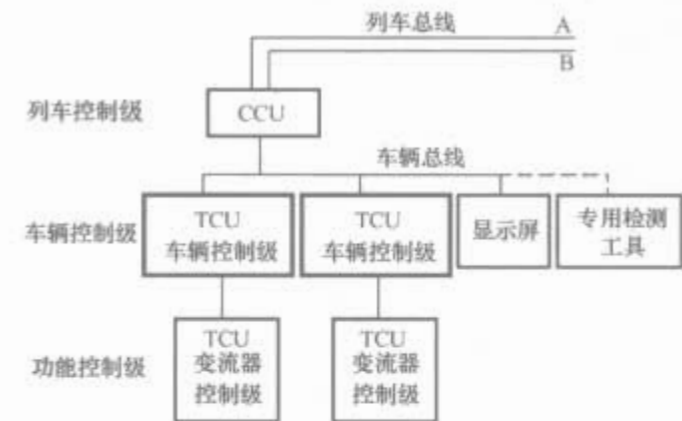 列车总线 A
B
列车控制级
CCU
车辆总线
车辆控制级
TCU
车辆控制级
TCU
车辆控制级
显示屏
专用检测
工具
功能控制级
TCU
变流器
控制级
TCU
变流器
控制级